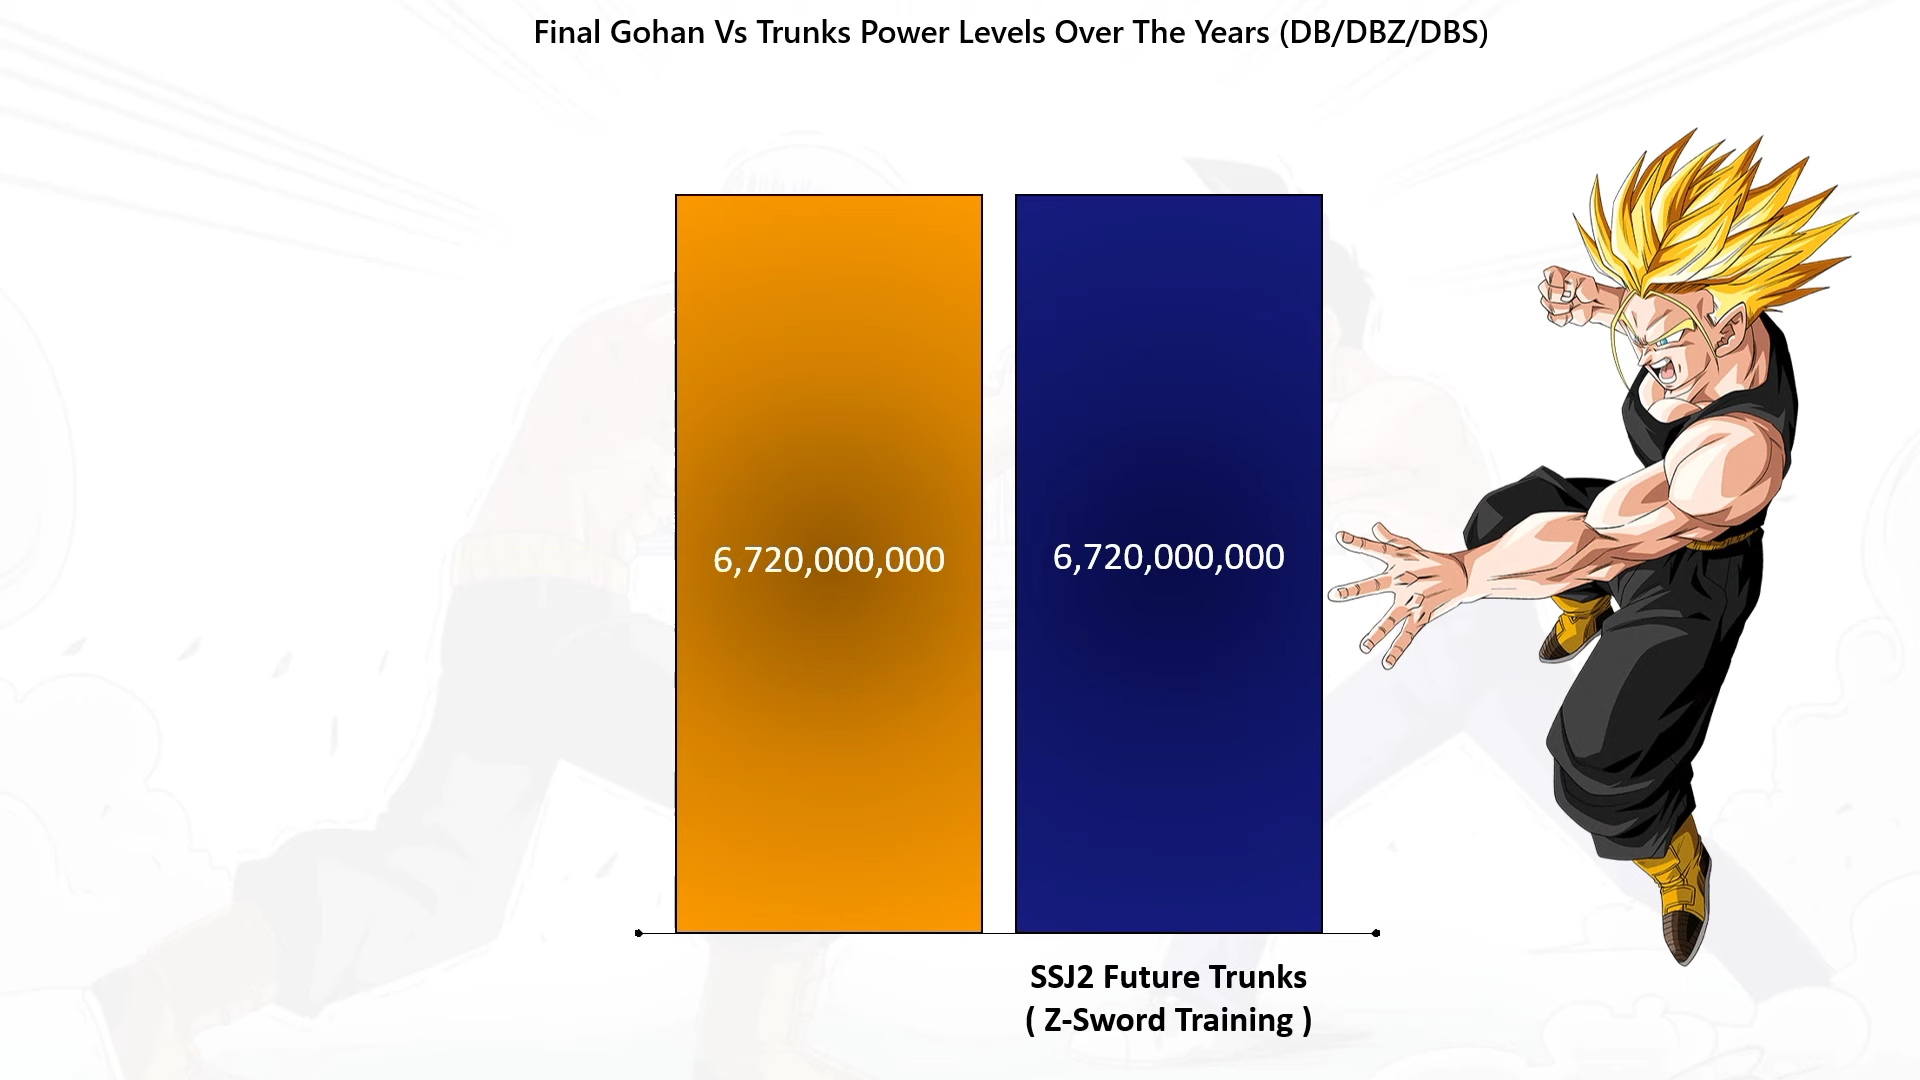 Final Gohan Vs Trunks Power Levels Over The Years (DB/DBZ/DBS)
6,720,000,000
6,720,000,000
SSJ2 Future Trunks
( Z-Sword Training )